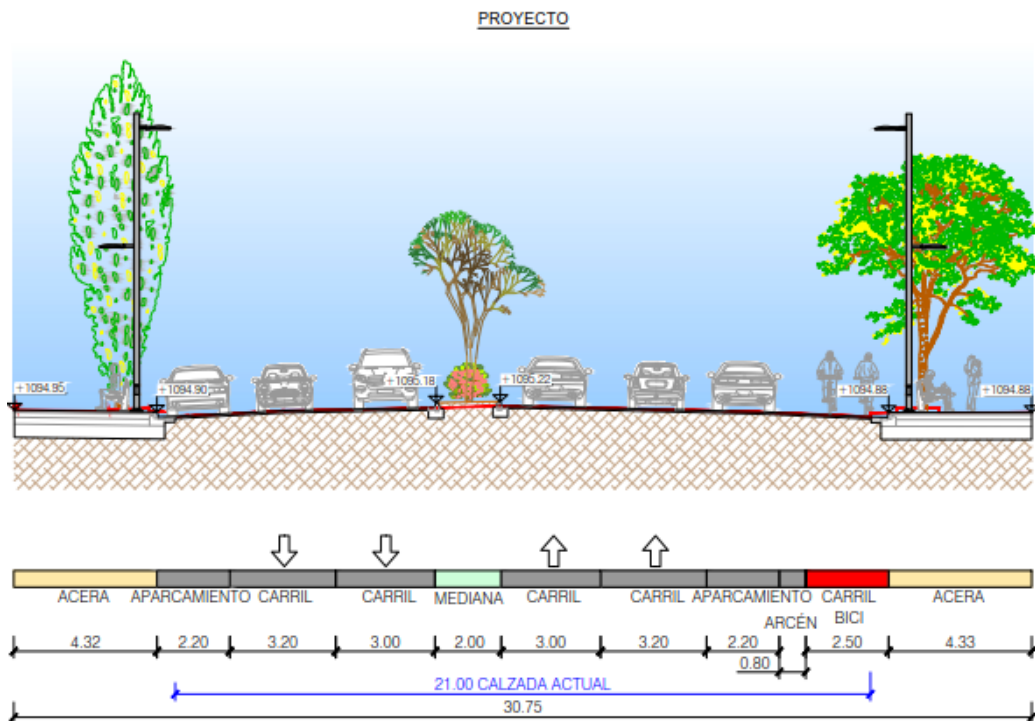 PROYECTO
+1094.95
+1094.90
+1095.18
+1095.22
+1094.88
+1094.88
ACERA APARCAMIENTO CARRIL CARRIL MEDIANA CARRIL CARRIL APARCAMIENTO CARRIL ACERA
ARCÉN BICI
4.32 2.20 3.20 3.00 2.00 3.00 3.20 2.20 2.50 4.33
0.80
21.00 CALZADA ACTUAL
30.75